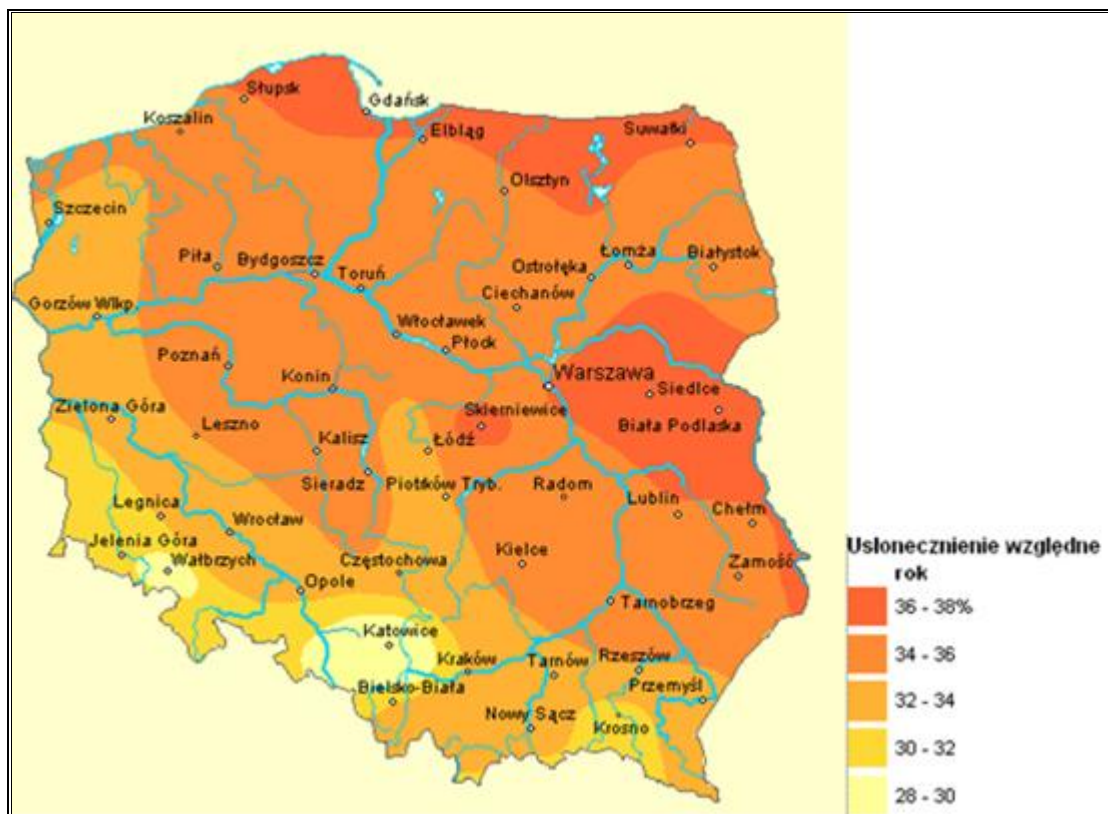 Słupsk
Gdańsk
Koszalin
Elbląg
Suwałki
Olsztyn
Szczecin
Piła
Bydgoszcz
Toruń
Łomża
Białystok
Ostrołęka
Ciechanów
Gorzów Wlkp.
Włocławek
Płock
Poznań
Konin
Warszawa
Siedlce
Skierniewice
Biała Podlaska
Zielona Góra
Leszno
Kalisz
Łódź
Sieradz
Piotrków Tryb.
Radom
Lublin
Chełm
Legnica
Wrocław
Jelenia Góra
Wałbrzych
Częstochowa
Kielce
Zamość
Opole
Tarnobrzeg
Katowice
Kraków
Tarnów
Rzeszów
Bielsko-Biała
Przemyśl
Nowy Sącz
Krosno
Usłonecznienie względne
rok
36 - 38%
34 - 36
32 - 34
30 - 32
28 - 30